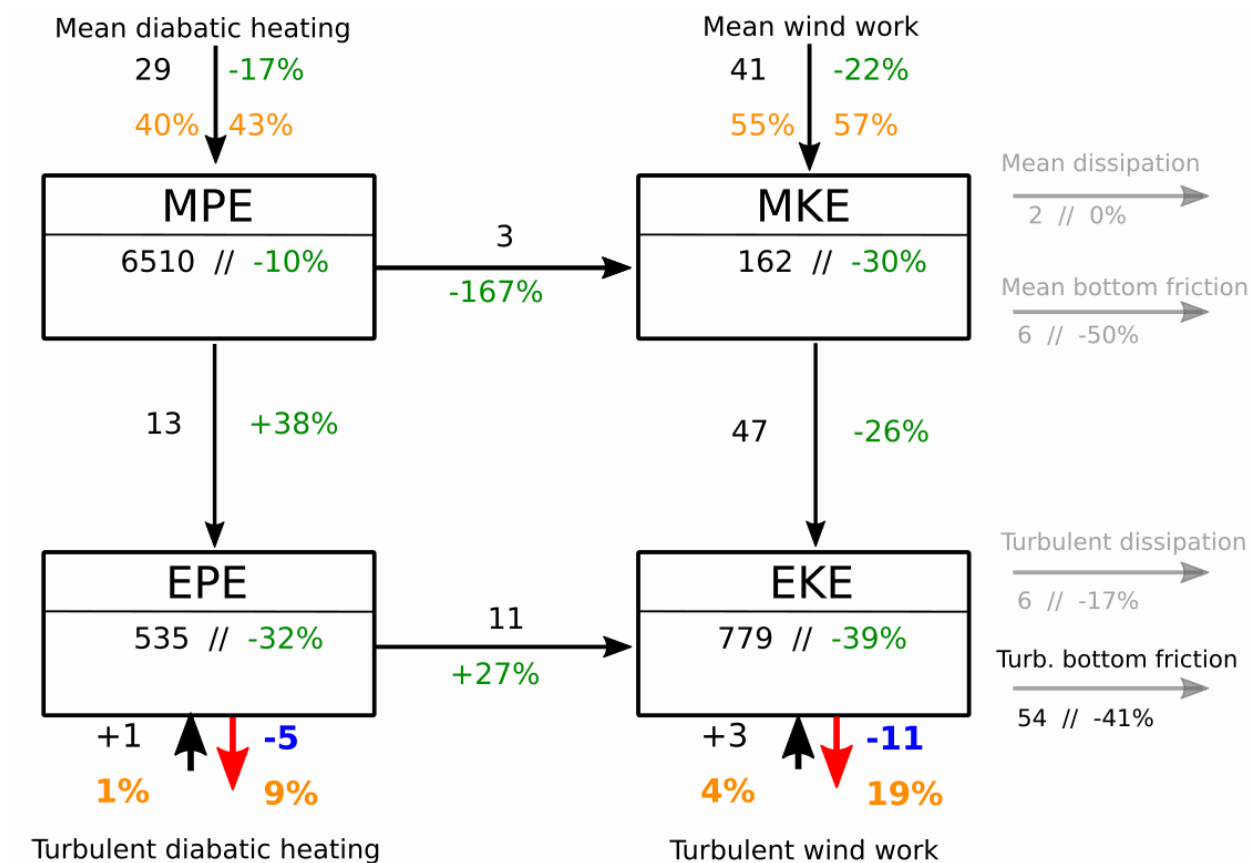 Mean diabatic heating
Mean wind work
29 -17%
41 -22%
40% 43%
55% 57%
Mean dissipation
2 // 0%
MPE
MKE
6510 // -10%
3
162 // -30%
-167%
Mean bottom friction
6 // -50%
13 +38%
47 -26%
Turbulent dissipation
6 // -17%
EPE
EKE
535 // -32%
11
779 // -39%
+27%
Turb. bottom friction
54 // -41%
+1 -5
+3 -11
1% 9%
4% 19%
Turbulent diabatic heating
Turbulent wind work